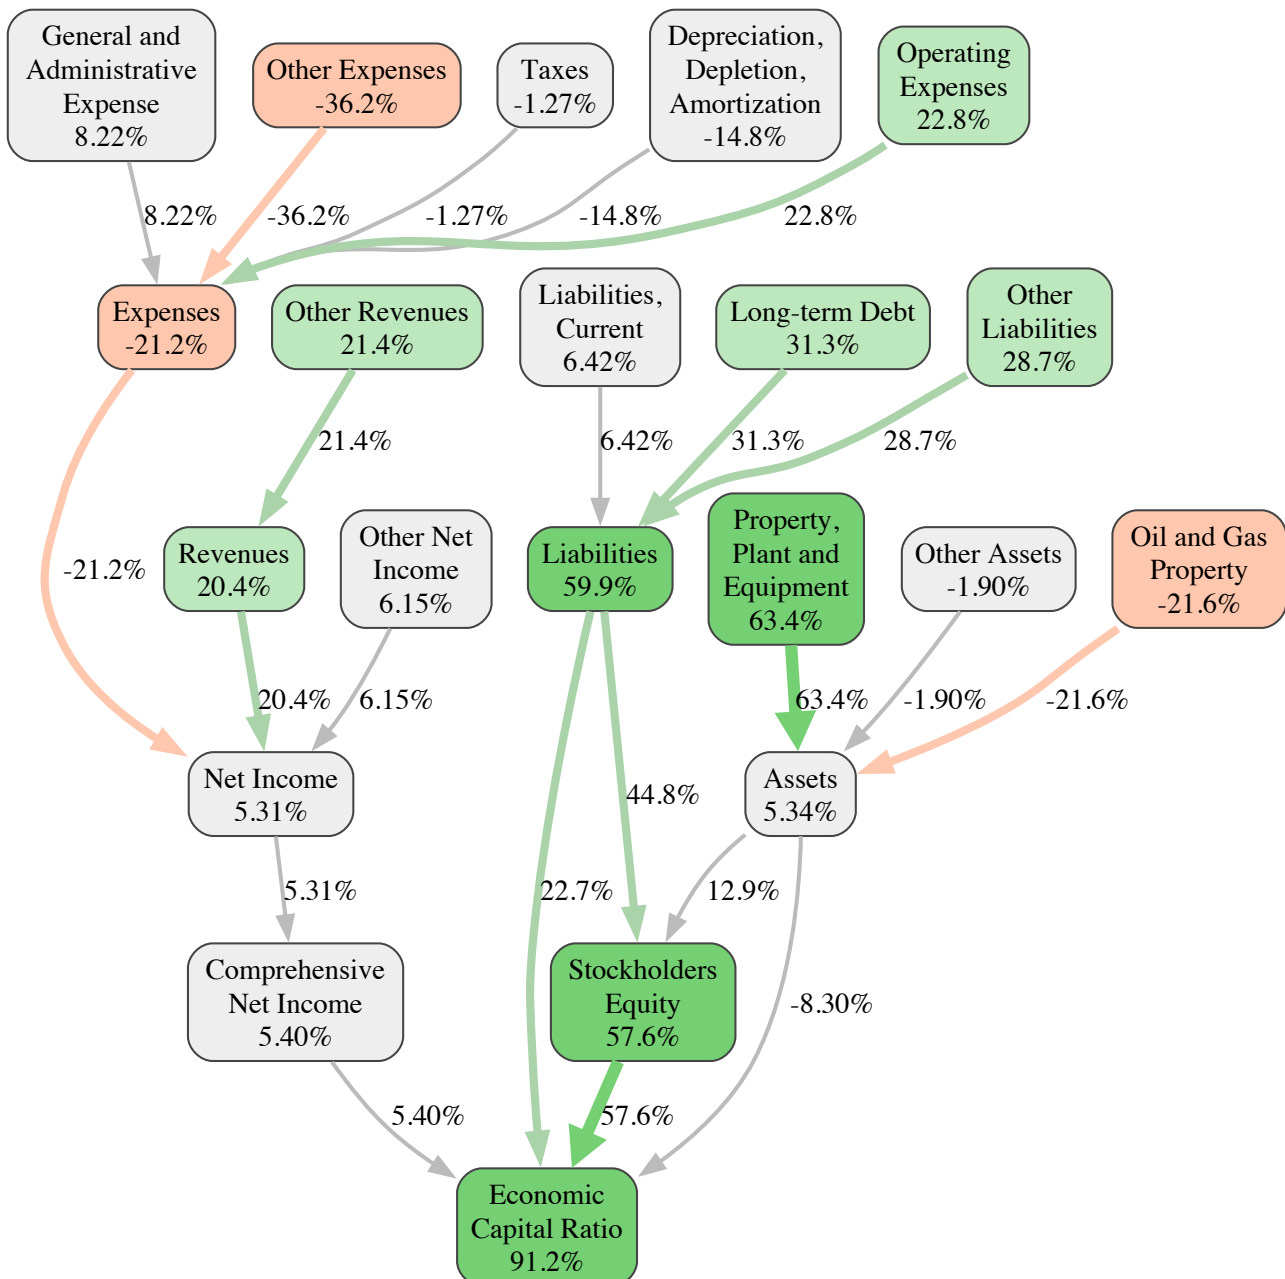 General and
Administrative
Expense
8.22%
Other Expenses
-36.2%
Taxes
-1.27%
Depreciation,
Depletion,
Amortization
-14.8%
Operating
Expenses
22.8%
8.22%
-36.2%
-1.27%
-14.8%
22.8%
Expenses
-21.2%
Other Revenues
21.4%
Liabilities,
Current
6.42%
Long-term Debt
31.3%
Other
Liabilities
28.7%
21.4%
6.42%
31.3%
28.7%
-21.2%
Revenues
20.4%
Other Net
Income
6.15%
Liabilities
59.9%
Property,
Plant and
Equipment
63.4%
Other Assets
-1.90%
Oil and Gas
Property
-21.6%
20.4%
6.15%
63.4%
-1.90%
-21.6%
Net Income
5.31%
44.8%
Assets
5.34%
5.31%
22.7%
12.9%
Comprehensive
Net Income
5.40%
Stockholders
Equity
57.6%
-8.30%
5.40%
57.6%
Economic
Capital Ratio
91.2%